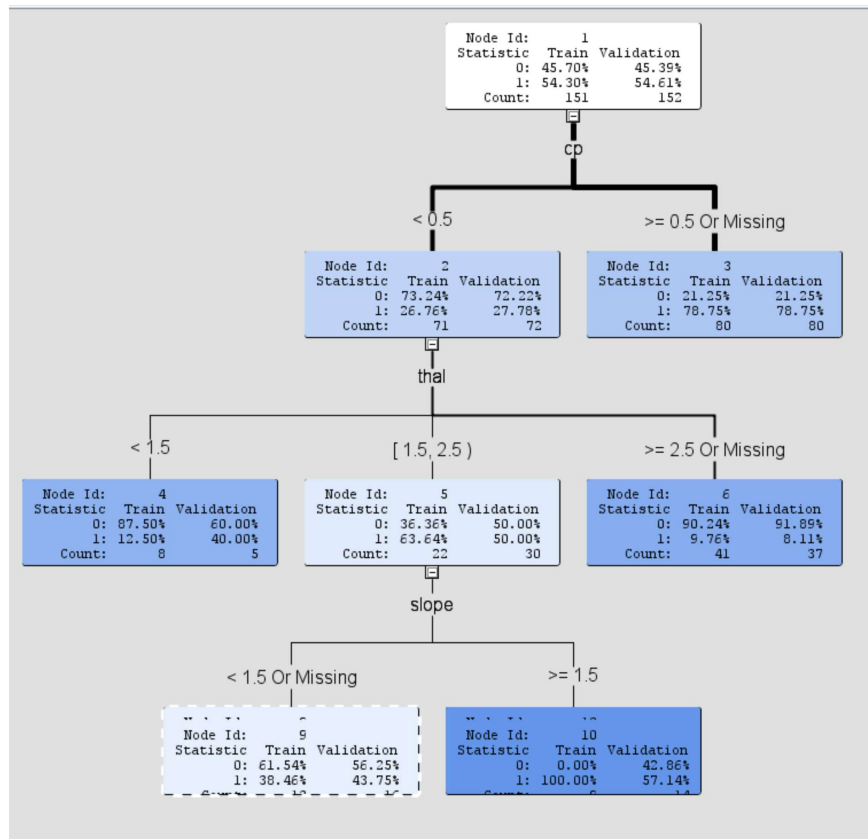 Node Id: 1
Statistic Train Validation
0: 45.70% 45.39%
1: 54.30% 54.61%
Count: 151 152
cp
< 0.5
>= 0.5 Or Missing
Node Id: 2
Statistic Train Validation
0: 73.24% 72.22%
1: 26.76% 27.78%
Count: 71 72
Node Id: 3
Statistic Train Validation
0: 21.25% 21.25%
1: 78.75% 78.75%
Count: 80 80
thal
< 1.5
[ 1.5, 2.5 )
>= 2.5 Or Missing
Node Id: 4
Statistic Train Validation
0: 87.50% 60.00%
1: 12.50% 40.00%
Count: 8 5
Node Id: 5
Statistic Train Validation
0: 36.36% 50.00%
1: 63.64% 50.00%
Count: 22 30
Node Id: 6
Statistic Train Validation
0: 90.24% 91.89%
1: 9.76% 8.11%
Count: 41 37
slope
< 1.5 Or Missing
>= 1.5
Node Id: 9
Statistic Train Validation
0: 61.54% 56.25%
1: 38.46% 43.75%
Node Id: 10
Statistic Train Validation
0: 0.00% 42.86%
1: 100.00% 57.14%